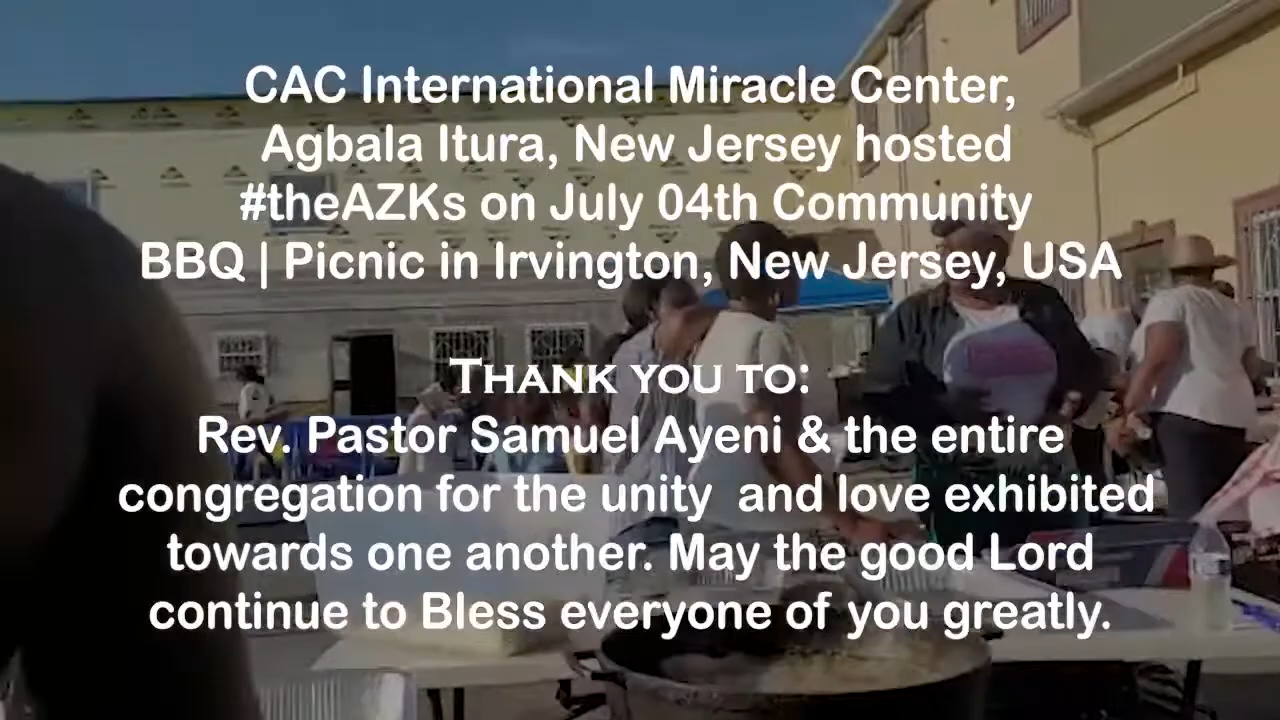 CAC International Miracle Center,
Agbala Itura, New Jersey hosted
#theAZKs on July 04th Community
BBQ | Picnic in Irvington, New Jersey, USA
THANK YOU TO:
Rev. Pastor Samuel Ayeni & the entire
congregation for the unity and love exhibited
towards one another. May the good Lord
continue to Bless everyone of you greatly.